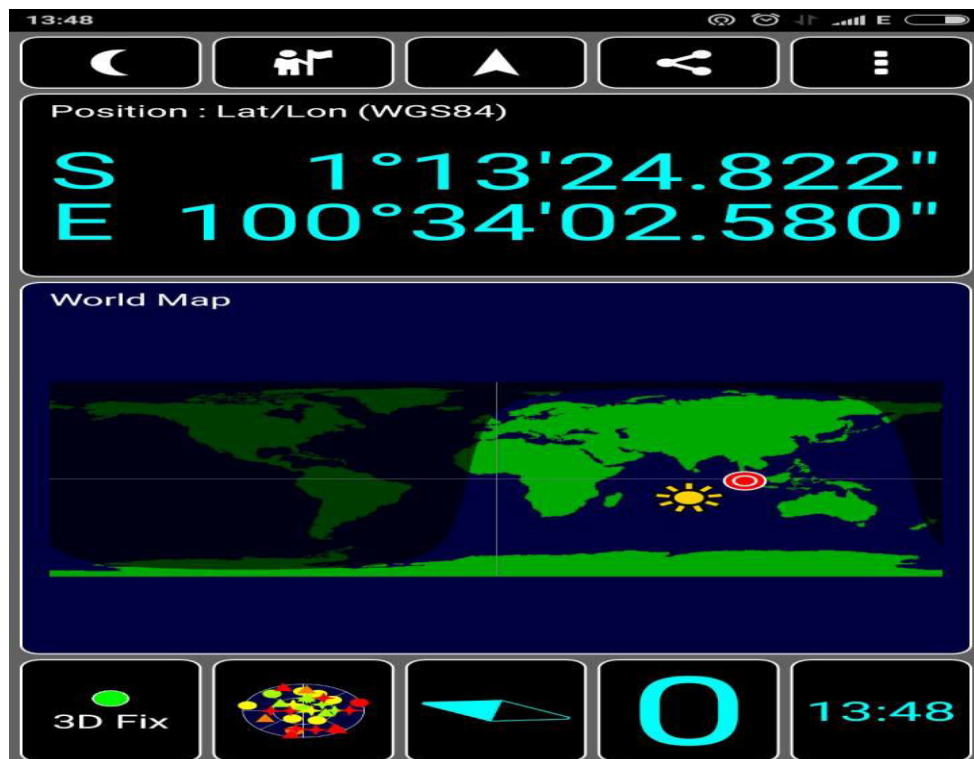 13:48 E
Position : Lat/Lon (WGS84)
S 1°13'24.822"
E 100°34'02.580"
World Map
3D Fix
0
13:48